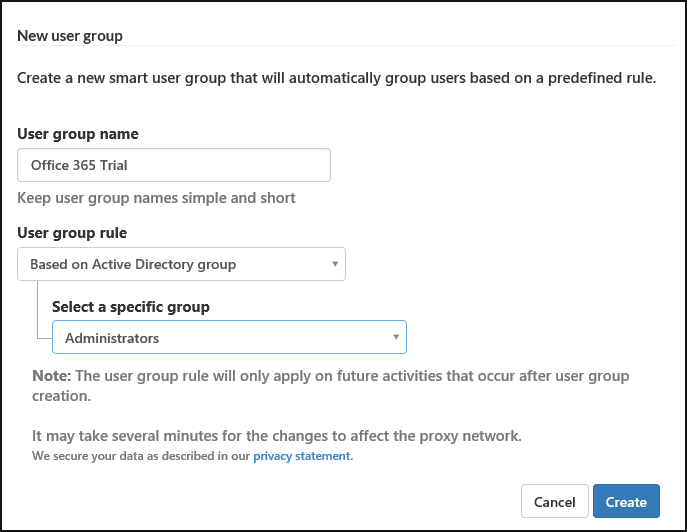 New user group
Create a new smart user group that will automatically group users based on a predefined rule.
User group name
Office 365 Trial
Keep user group names simple and short
User group rule
Based on Active Directory group
Select a specific group
Administrators
Note: The user group rule will only apply on future activities that occur after user group
creation.
It may take several minutes for the changes to affect the proxy network.
We secure your data as described in our privacy statement.
Cancel Create